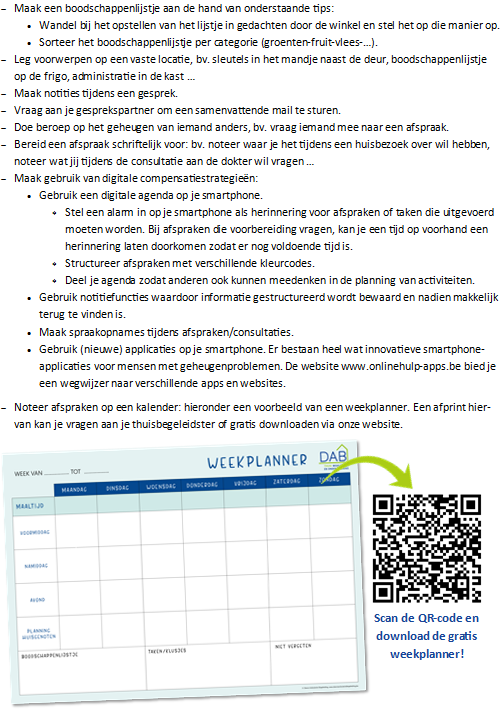 – Maak een boodschappenlijstje aan de hand van onderstaande tips:
• Wandel bij het opstellen van het lijstje in gedachten door de winkel en stel het op die manier op.
• Sorteer het boodschappenlijstje per categorie (groenten-fruit-vlees-...).
– Leg voorwerpen op een vaste locatie, bv. sleutels in het mandje naast de deur, boodschappenlijstje
op de frigo, administratie in de kast ...
– Maak notities tijdens een gesprek.
– Vraag aan je gesprekspartner om een samenvattende mail te sturen.
– Doe beroep op het geheugen van iemand anders, bv. vraag iemand mee naar een afspraak.
– Bereid een afspraak schriftelijk voor: bv. noteer waar je het tijdens een huisbezoek over wil hebben,
noteer wat jij tijdens de consultatie aan de dokter wil vragen ...
– Maak gebruik van digitale compensatiestrategieën:
• Gebruik een digitale agenda op je smartphone.
❖ Stel een alarm in op je smartphone als herinnering voor afspraken of taken die uitgevoerd
moeten worden. Bij afspraken die voorbereiding vragen, kan je een tijd op voorhand een
herinnering laten doorkomen zodat er nog voldoende tijd is.
❖ Structureer afspraken met verschillende kleurcodes.
❖ Deel je agenda zodat anderen ook kunnen meedenken in de planning van activiteiten.
• Gebruik notitiefuncties waardoor informatie gestructureerd wordt bewaard en nadien makkelijk
terug te vinden is.
• Maak spraakopnames tijdens afspraken/consultaties.
• Gebruik (nieuwe) applicaties op je smartphone. Er bestaan heel wat innovatieve smartphone-
applicaties voor mensen met geheugenproblemen. De website www.onlinehulp-apps.be bied je
een wegwijzer naar verschillende apps en websites.
– Noteer afspraken op een kalender: hieronder een voorbeeld van een weekplanner. Een afprint hier-
van kan je vragen aan je thuisbegeleidster of gratis downloaden via onze website.
WEEK VAN ________ TOT ________ WEEKPLANNER DAB
MAANDAG DINSDAG WOENSDAG DONDERDAG VRIJDAG ZATERDAG ZONDAG
MAALTIJD
VOORMIDDAG
NAMIDDAG
AVOND
PLANNING
HUISGENOTEN
BOODSCHAPPENLIJSTJE TAKEN/KLUSJES NIET VERGETEN
Scan de QR-code en
download de gratis
weekplanner!